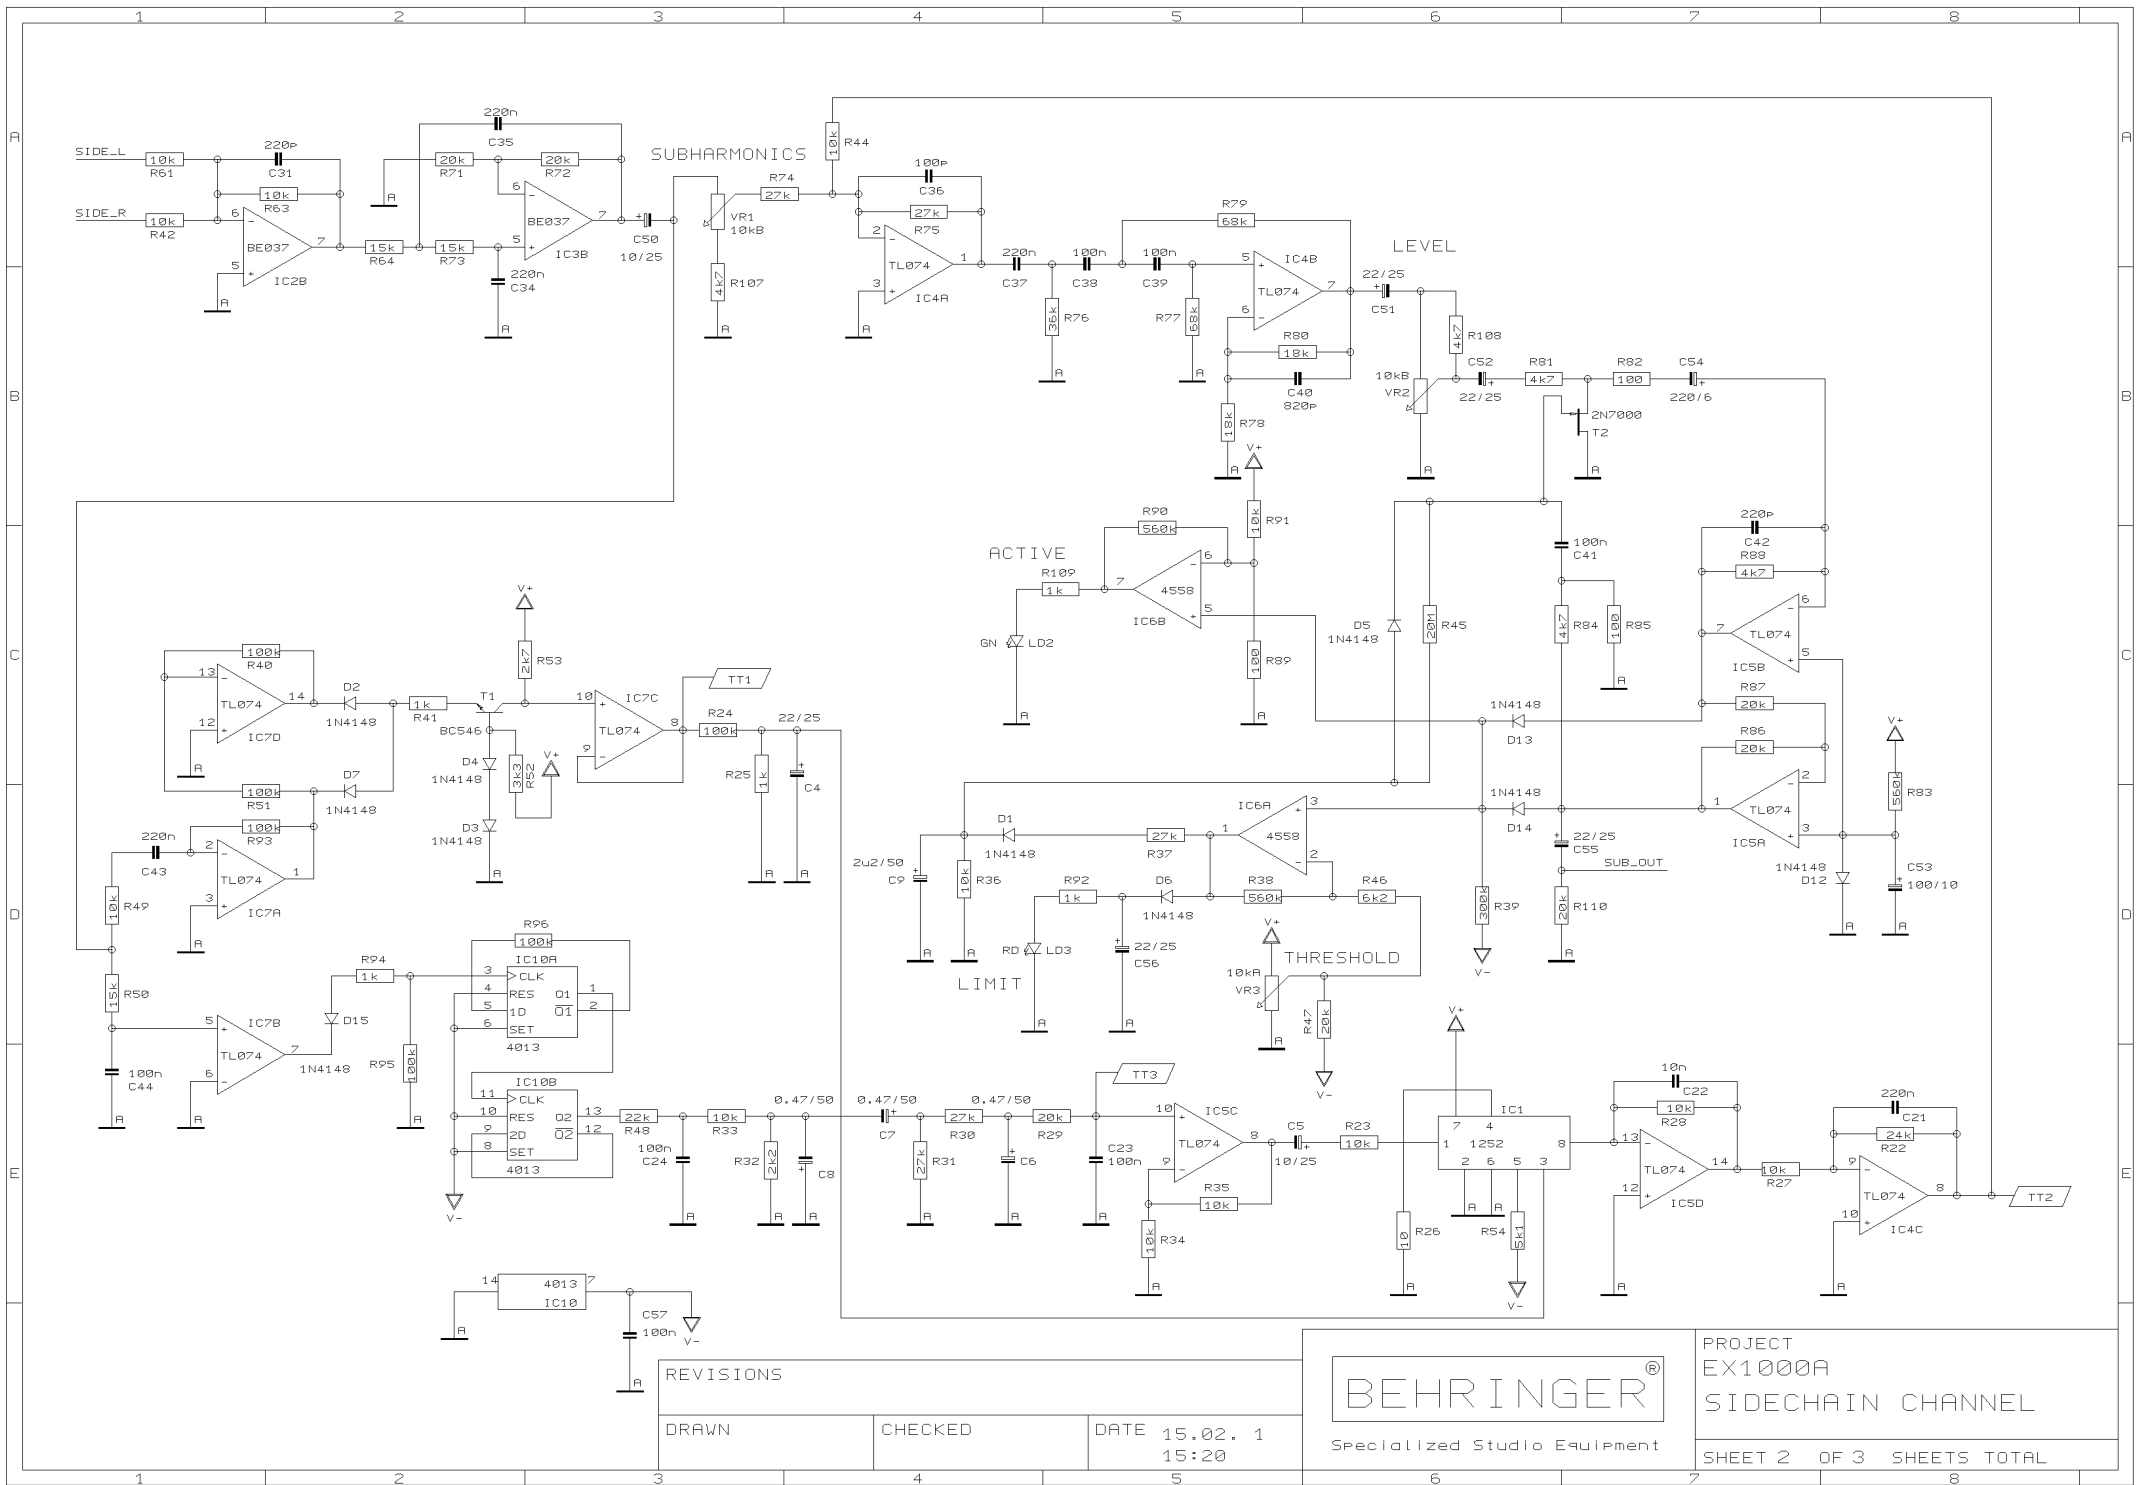 1 2 3 4 5 6 7 8
A A
220n
C35
SIDE_L
10k
R61
220p
C31
20k
R71
20k
R72
SUBHARMONICS
10k
R44
R74
27k
100p
C36
10k
R63
SIDE_R
10k
R42
6
BE037
7
5
IC2B
A
15k
R64
15k
R73
A
6
BE037
7
5
IC3B
220n
C34
A
C50
10/25
VR1
10kB
4k7
R107
A
27k
R75
2
TL074
1
3
IC4A
A
220n
C37
100n
C38
100n
C39
36k
R76
A
68k
R77
A
R79
68k
5
IC4B
TL074
7
6
R80
18k
C40
820p
18k
R78
A
LEVEL
22/25
C51
4k7
R108
10kB
VR2
A
C52
22/25
R81
4k7
R82
100
C54
220/6
2N7000
T2
A
B B
V+
10k
R91
R90
560k
ACTIVE
R109
1k
7
4558
6
5
IC6B
GN
LD2
A
100
R89
A
D5
1N4148
20M
R45
100n
C41
4k7
R84
100
R85
A
220p
C42
R88
4k7
6
TL074
7
5
IC5B
R87
20k
R86
20k
2
TL074
1
3
IC5A
V+
560k
R83
1N4148
D12
A
C53
100/10
A
C C
100k
R40
13
TL074
14
12
IC7D
A
D2
1N4148
1k
R41
T1
BC546
V+
2k7
R53
D4
1N4148
3k3
R52
V+
D3
1N4148
A
10
IC7C
TL074
8
9
TT1
R24
100k
22/25
C4
R25
1k
A A
100k
R51
D7
1N4148
100k
R93
220n
C43
2
TL074
1
3
IC7A
A
10k
R49
15k
R50
1N4148
D13
1N4148
D14
IC6A
3
4558
1
2
27k
R37
D1
1N4148
2u2/50
C9
A
10k
R36
A
R92
1k
D6
1N4148
R38
560k
R46
6k2
RD
LD3
A
22/25
C56
A
LIMIT
V+
THRESHOLD
10kA
VR3
A
R47
20k
V-
300k
R39
V-
22/25
C55
SUB_OUT
20k
R110
A
D D
R96
100k
IC10A
R94
1k
3 CLK
4 RES Q1 1
5 1D Q1 2
6 SET
4013
5
IC7B
TL074
7
6
A
D15
1N4148
R95
100k
A
100n
C44
A
IC10B
11 CLK
10 RES Q2 13
9 2D Q2 12
8 SET
4013
V-
22k
R48
100n
C24
A
10k
R33
R32
2k2
A
0.47/50
C8
A
0.47/50
C7
27k
R31
A
27k
R30
0.47/50
C6
A
20k
R29
C23
100n
A
TT3
10
IC5C
TL074
8
9
R35
10k
10k
R34
A
C5
10/25
R23
10k
V+
IC1
7 4
1 1252 8
2 6 5 3
A A
10
R26
A
R54
5k1
V-
10n
C22
10k
R28
13
TL074
14
12
IC5D
A
10k
R27
220n
C21
24k
R22
9
TL074
8
10
IC4C
A
TT2
E E
14 4013 7
IC10
A
C57
100n
A
V-
REVISIONS
DRAWN
CHECKED
DATE 15.02. 1
15:20
BEHRINGER®
Specialized Studio Equipment
PROJECT
EX1000A
SIDECHAIN CHANNEL
SHEET 2 OF 3 SHEETS TOTAL
1 2 3 4 5 6 7 8